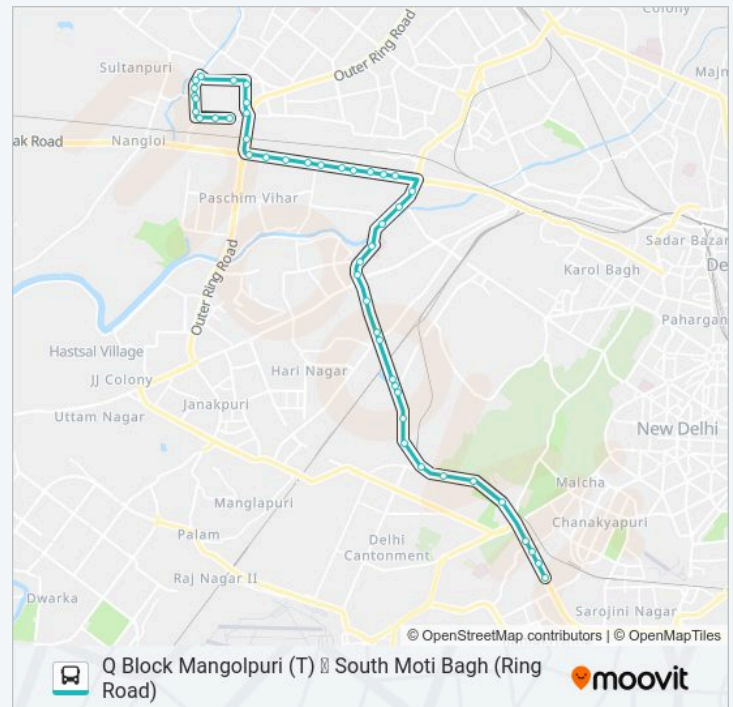 Colony
Majn
Sultanpuri
Outer Ring Road
ak Road
Nangloi
Paschim Vihar
Sadar Bazar
Karol Bagh
De
Outer Ring Road
Pahargan
Hastsal Village
JJ Colony
Hari Nagar
Janakpuri
Uttam Nagar
New Delhi
Malcha
Manglapuri
Chanakyapuri
Palam
Delhi
Cantonment
Raj Nagar II
Dwarka
Sarojini Nagar
© OpenStreetMap contributors | © OpenMapTiles
Q Block Mangolpuri (T) South Moti Bagh (Ring
Road)
moovit